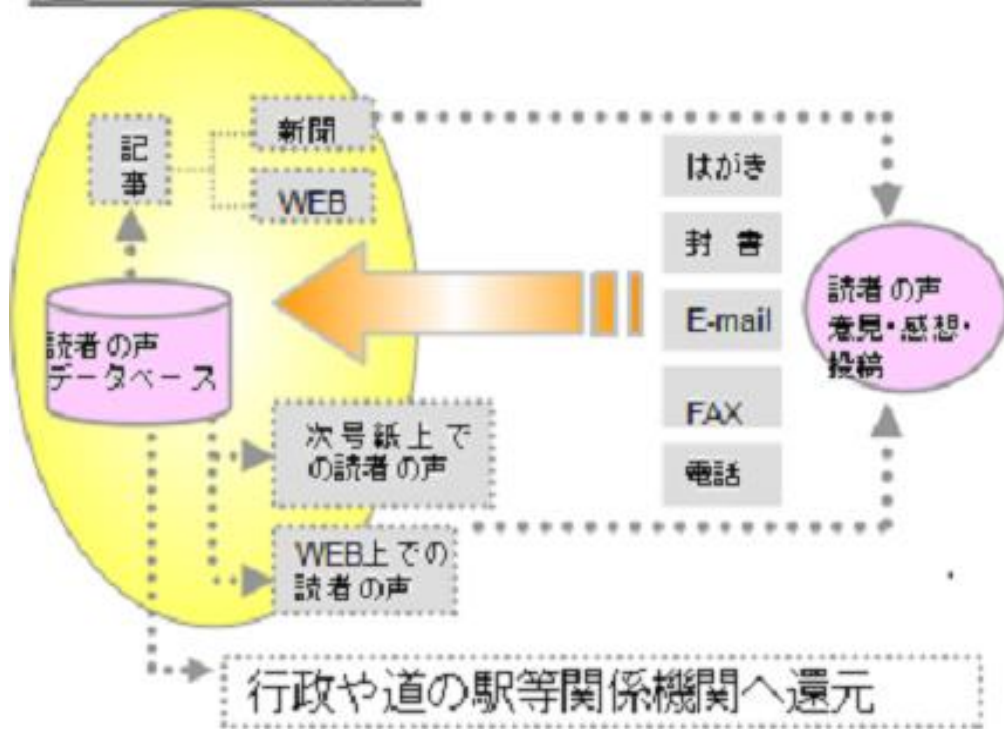 記
事
新聞
WEB
はがき
封書
E-mail
FAX
電話
読者の声
意見・感想・
投稿
読者の声
データベース
次号紙上で
の読者の声
WEB上での
読者の声
行政や道の駅等関係機関へ還元